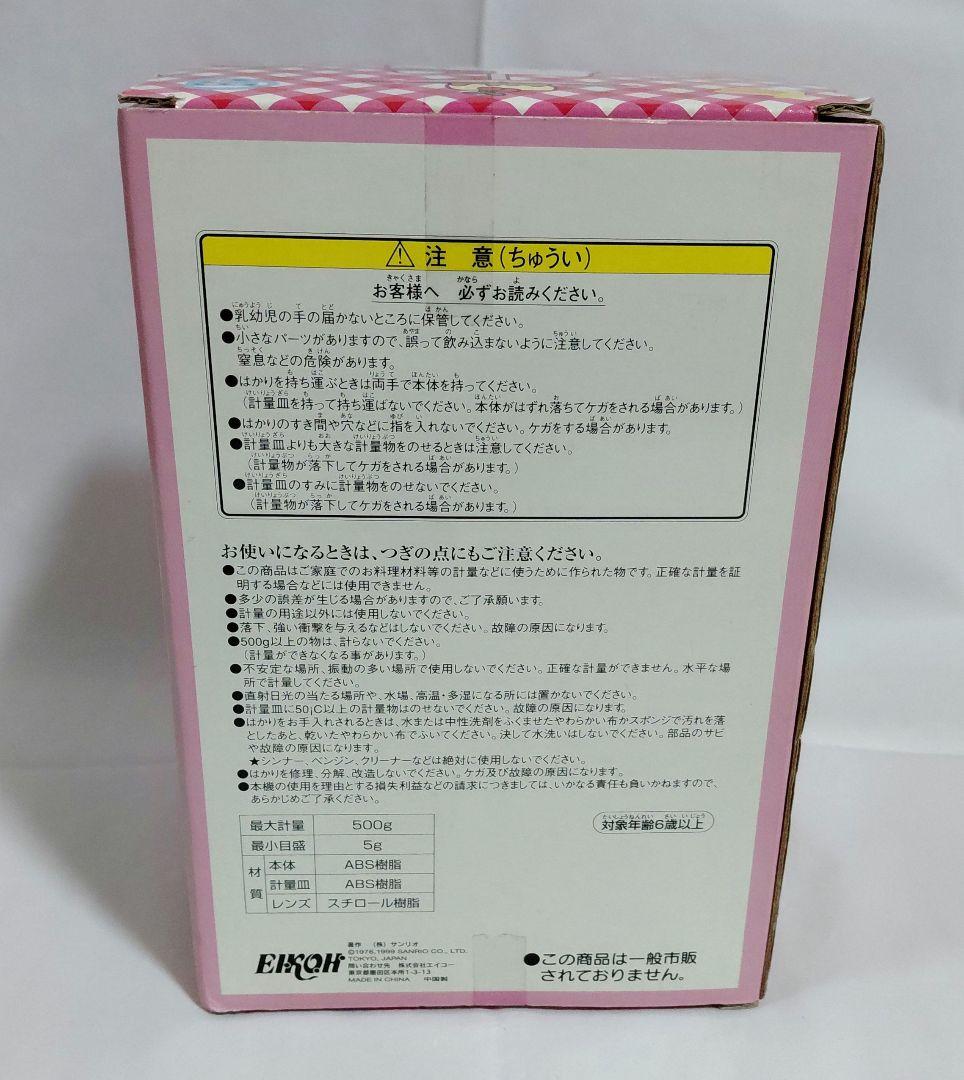 ⚠ 注 意(ちゅうい)
お客様へ 必ずお読みください。
●乳幼児の手の届かないところに保管してください。
●小さなパーツがありますので、誤って飲み込まないように注意してください。
窒息などの危険があります。
●はかりを持ち運ぶときは両手で本体を持ってください。
(計量皿を持って持ち運ばないでください。本体がはずれ落ちてケガをされる場合があります。)
●はかりのすき間や穴などに指を入れないでください。ケガをする場合があります。
●計量皿よりも大きな計量物をのせるときは注意してください。
(計量物が落下してケガをされる場合があります。)
●計量皿のすみに計量物をのせないでください。
(計量物が落下してケガをされる場合があります。)
お使いになるときは、つぎの点にもご注意ください。
●この商品はご家庭でのお料理材料等の計量などに使うために作られた物です。正確な計量を証
明する場合などには使用できません。
●多少の誤差が生じる場合がありますので、ご了承願います。
●計量の用途以外には使用しないでください。
●落下、強い衝撃を与えるなどはしないでください。故障の原因になります。
●500g以上の物は、計らないでください。
(計量ができなくなる事があります。)
●不安定な場所、振動の多い場所で使用しないでください。正確な計量ができません。水平な場
所で計量してください。
●直射日光の当たる場所や、水場、高温・多湿になる所には置かないでください。
●計量皿に50¡C以上の計量物はのせないでください。故障の原因になります。
●はかりをお手入れされるときは、水または中性洗剤をふくませたやわらかい布かスポンジで汚れを落
としたあと、乾いたやわらかい布でふいてください。決して水洗いはしないでください。部品のサビ
や故障の原因になります。
★シンナー、ベンジン、クリーナーなどは絶対に使用しないでください。
●はかりを修理、分解、改造しないでください。ケガ及び故障の原因になります。
●本機の使用を理由とする損失利益などの請求につきましては、いかなる責任も負いかねますので、
あらかじめご了承ください。
最大計量 500g
最小目盛 5g
材質 本体 ABS樹脂
計量皿 ABS樹脂
レンズ スチロール樹脂
対象年齢6歳以上
EIKOH
著作 (株)サンリオ
©1976,1999 SANRIO CO., LTD.
TOKYO, JAPAN
問い合わせ先 株式会社エイコー
東京都墨田区本所1-3-13
MADE IN CHINA 中国製
●この商品は一般市販
されておりません。